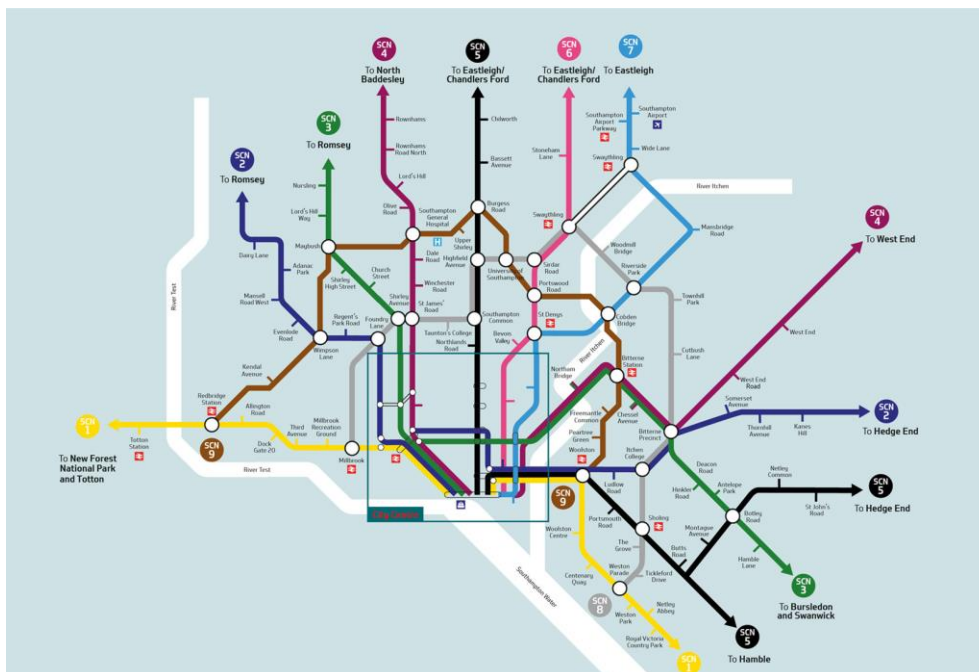 SCN
4
To North
Baddesley
SCN
5
To Eastleigh/
Chandlers Ford
SCN
6
To Eastleigh/
Chandlers Ford
SCN
7
To Eastleigh
SCN
3
To Romsey
SCN
2
To Romsey
Rownhams
Rownhams
Road North
Lord's Hill
Olive
Road
Chilworth
Bassett
Avenue
Stoneham
Lane
Southampton
Airport
Parkway
Southampton
Airport
Swaythling
Wide Lane
River Itchen
Nursling
Lord's Hill
Way
Maybush
Southampton
General
Hospital
H
Upper
Shirley
Burgess
Road
Highfield
Avenue
University of
Southampton
Swaythling
Sirdar
Road
Portswood
Road
Woodmill
Bridge
Mansbridge
Road
Riverside
Park
SCN
4
To West End
River Test
Dairy Lane
Adanac
Park
Mansell
Road West
Evenlode
Road
Wimpson
Lane
Church
Street
Shirley
High Street
Shirley
Avenue
Regent's
Park Road
Foundry
Lane
Dale
Road
Winchester
Road
St James'
Road
Taunton's College
Southampton
Common
Northlands
Road
Bevois
Valley
St Denys
Cobden
Bridge
Townhill
Park
Cutbush
Lane
West End
West End
Road
Kendal
Avenue
Redbridge
Station
Allington
Road
Third
Avenue
Millbrook
Recreation
Ground
Dock
Gate 20
Millbrook
River Itchen
Northam
Bridge
Bitterne
Station
Freemantle
Common
Chessel
Avenue
Peartree
Green
Woolston
Bitterne
Precinct
Itchen
College
Somerset
Avenue
Thornhill
Avenue
Kanes
Hill
SCN
2
To Hedge End
SCN
1
To New Forest
National Park
and Totton
Totton
Station
SCN
9
River Test
City Centre
SCN
9
Ludlow
Road
Portsmouth
Road
Sholing
Deacon
Road
Hinkler
Road
Antelope
Park
Netley
Common
St John's
Road
SCN
5
To Hedge End
Botley
Road
Montague
Avenue
Butts
Road
Hamble
Lane
Woolston
Centre
The
Grove
Weston
Parade
Tickleford
Drive
Centenary
Quay
SCN
8
Weston
Park
Netley
Abbey
Royal Victoria
Country Park
Southampton Water
SCN
1
SCN
5
To Hamble
SCN
3
To Bursledon
and Swanwick